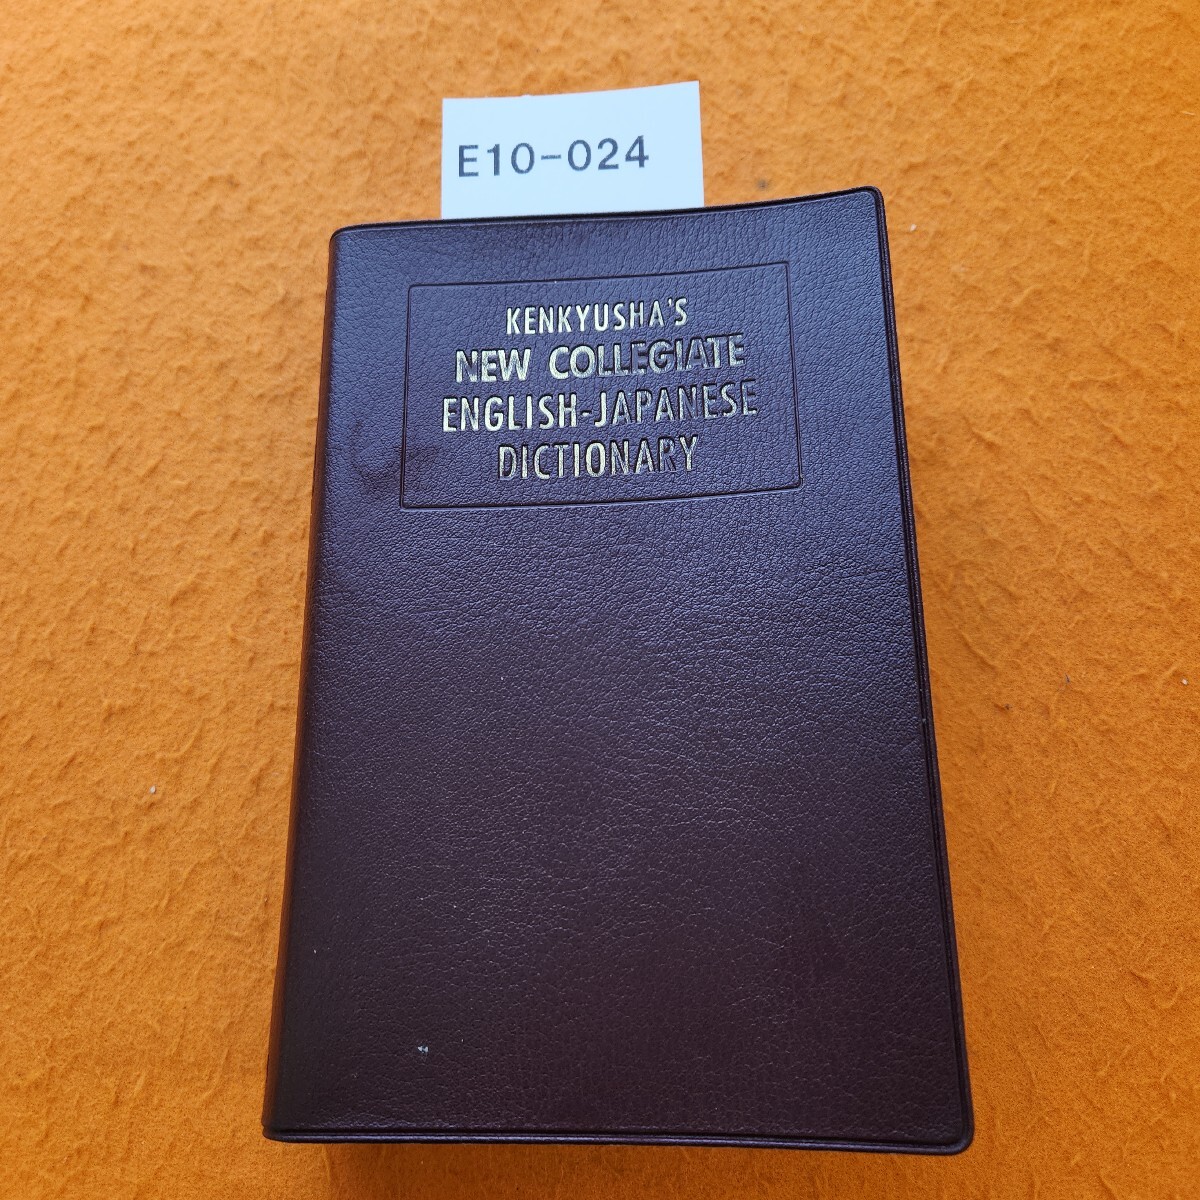 E10-024
KENKYUSHA'S
NEW COLLEGIATE
ENGLISH-JAPANESE
DICTIONARY